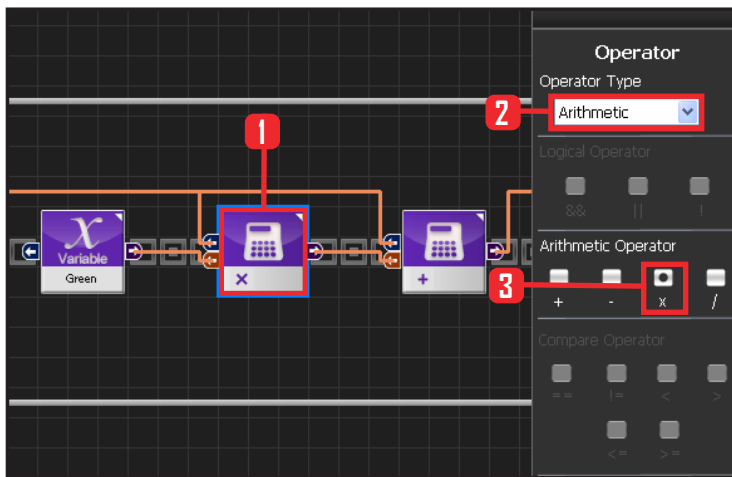 Operator
Operator Type
2
Arithmetic
1
Logical Operator
&& || !
x
Variable
Green
×
+
Arithmetic Operator
3
+ - x /
Compare Operator
== != < >
<= >=